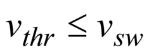 v_thr ≤ v_sw